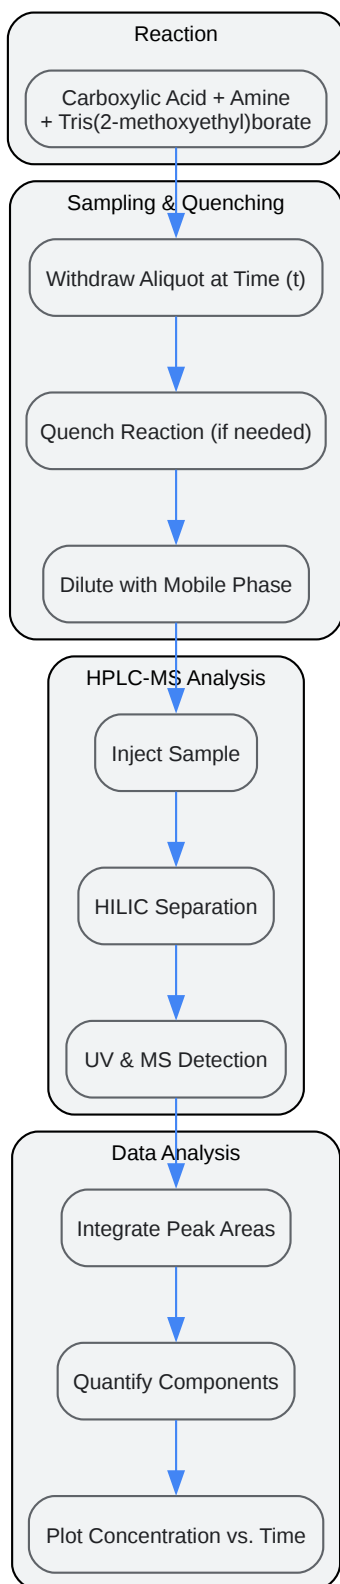 Reaction
Carboxylic Acid + Amine
+ Tris(2-methoxyethyl)borate
Sampling & Quenching
Withdraw Aliquot at Time (t)
Quench Reaction (if needed)
Dilute with Mobile Phase
HPLC-MS Analysis
Inject Sample
HILIC Separation
UV & MS Detection
Data Analysis
Integrate Peak Areas
Quantify Components
Plot Concentration vs. Time